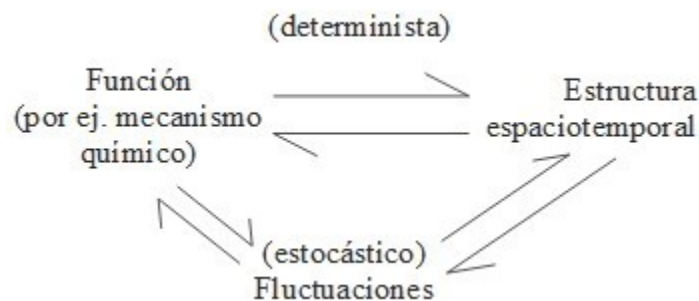 (determinista)
Función
(por ej. mecanismo
químico)
Estructura
espaciotemporal
(estocástico)
Fluctuaciones